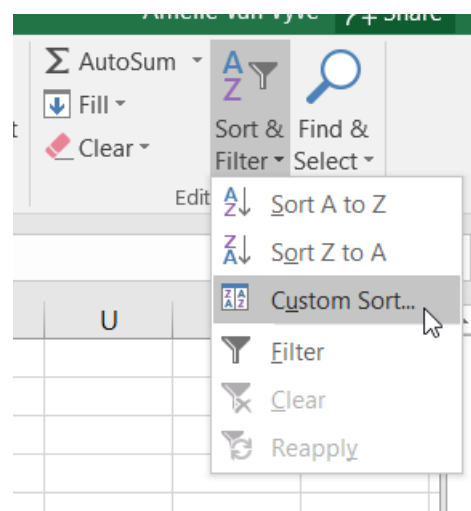 Amelie Van Vyve Share
AutoSum
Fill
Clear
Sort & Filter
Find & Select
Edit
Sort A to Z
Sort Z to A
Custom Sort...
Filter
Clear
Reapply
U